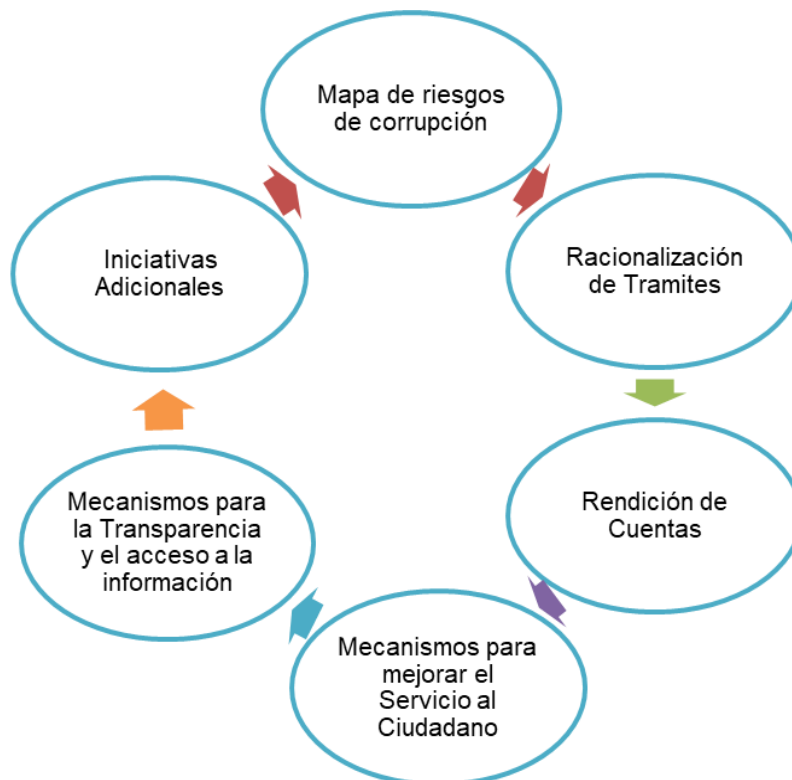 Mapa de riesgos
de corrupción
Racionalización
de Tramites
Rendición de
Cuentas
Mecanismos para
mejorar el
Servicio al
Ciudadano
Mecanismos para
la Transparencia
y el acceso a la
información
Iniciativas
Adicionales